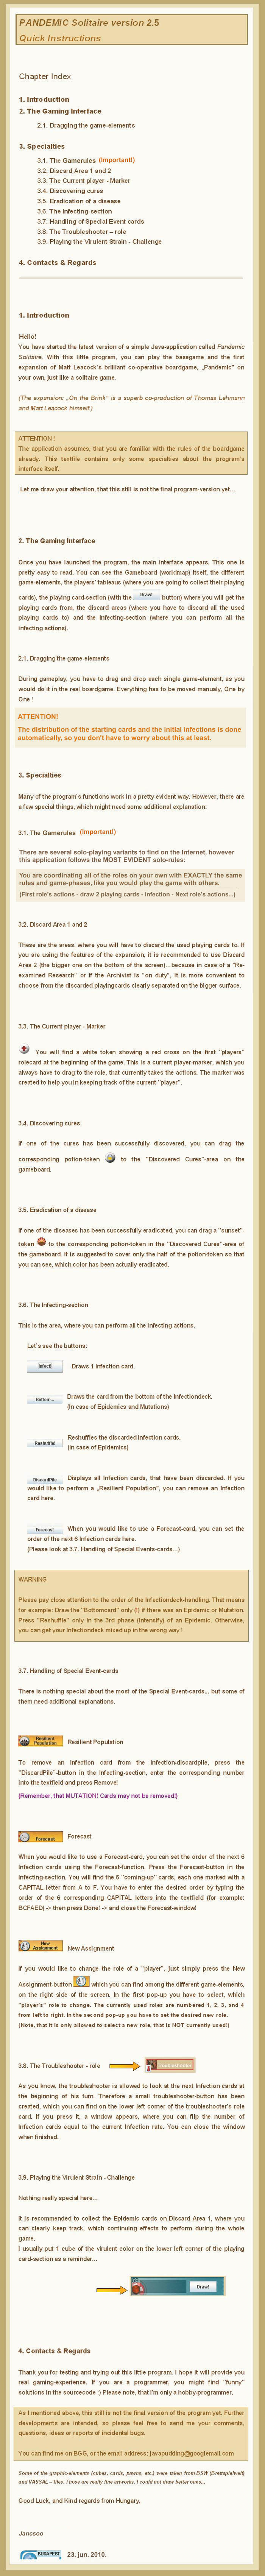 PANDEMIC Solitaire version 2.5
Quick Instructions
Chapter Index
1. Introduction
2. The Gaming Interface
2.1. Dragging the game-elements
3. Specialties
3.1. The Gamerules (Important!)
3.2. Discard Area 1 and 2
3.3. The Current player - Marker
3.4. Discovering cures
3.5. Eradication of a disease
3.6. The Infecting-section
3.7. Handling of Special Event cards
3.8. The Troubleshooter – role
3.9. Playing the Virulent Strain - Challenge
4. Contacts & Regards
1. Introduction
Hello!
You have started the latest version of a simple Java-application called Pandemic
Solitaire. With this little program, you can play the basegame and the first
expansion of Matt Leacock's brilliant co-operative boardgame, „Pandemic" on
your own, just like a solitaire game.
(The expansion: „On the Brink" is a superb co-production of Thomas Lehmann
and Matt Leacock himself.)
ATTENTION !
The application assumes, that you are familiar with the rules of the boardgame
already. This textfile contains only some specialties about the program's
interface itself.
Let me draw your attention, that this still is not the final program-version yet...
2. The Gaming Interface
Once you have launched the program, the main interface appears. This one is
pretty easy to read. You can see the Gameboard (worldmap) itself, the different
game-elements, the players' tableaus (where you are going to collect their playing
cards), the playing card-section (with the Draw! button) where you will get the
playing cards from, the discard areas (where you have to discard all the used
playing cards to) and the Infecting-section (where you can perform all the
infecting actions).
2.1. Dragging the game-elements
During gameplay, you have to drag and drop each single game-element, as you
would do it in the real boardgame. Everything has to be moved manually, One by
One !
ATTENTION!
The distribution of the starting cards and the initial infections is done
automatically, so you don't have to worry about this at least.
3. Specialties
Many of the program's functions work in a pretty evident way. However, there are
a few special things, which might need some additional explanation:
3.1. The Gamerules (Important!)
There are several solo-playing variants to find on the Internet, however
this application follows the MOST EVIDENT solo-rules:
You are coordinating all of the roles on your own with EXACTLY the same
rules and game-phases, like you would play the game with others.
(First role's actions - draw 2 playing cards - infection - Next role's actions...)
3.2. Discard Area 1 and 2
These are the areas, where you will have to discard the used playing cards to. If
you are using the features of the expansion, it is recommended to use Discard
Area 2 (the bigger one on the bottom of the screen)...because in case of a "Re-
examined Research" or if the Archivist is "on duty", it is more convenient to
choose from the discarded playingcards clearly separated on the bigger surface.
3.3. The Current player - Marker
You will find a white token showing a red cross on the first "players"
rolecard at the beginning of the game. This is a current player-marker, which you
always have to drag to the role, that currently takes the actions. The marker was
created to help you in keeping track of the current "player".
3.4. Discovering cures
If one of the cures has been successfully discovered, you can drag the
corresponding potion-token to the "Discovered Cures"-area on the
gameboard.
3.5. Eradication of a disease
If one of the diseases has been successfully eradicated, you can drag a "sunset"-
token to the corresponding potion-token in the "Discovered Cures"-area of
the gameboard. It is suggested to cover only the half of the potion-token so that
you can see, which color has been actually eradicated.
3.6. The Infecting-section
This is the area, where you can perform all the infecting actions.
Let's see the buttons:
Infect! Draws 1 Infection card.
Bottom... Draws the card from the bottom of the Infectiondeck.
(In case of Epidemics and Mutations)
Reshuffle! Reshuffles the discarded Infection cards.
(In case of Epidemics)
DiscardPile Displays all Infection cards, that have been discarded. If you
would like to perform a „Resilient Population", you can remove an Infection
card here.
Forecast When you would like to use a Forecast-card, you can set the
order of the next 6 Infection cards here.
(Please look at 3.7. Handling of Special Events-cards...)
WARNING
Please pay close attention to the order of the Infectiondeck-handling. That means
for example: Draw the "Bottomcard" only (!) if there was an Epidemic or Mutation.
Press "Reshuffle" only in the 3rd phase (Intensify) of an Epidemic. Otherwise,
you can get your Infectiondeck mixed up in the wrong way !
3.7. Handling of Special Event-cards
There is nothing special about the most of the Special Event-cards... but some of
them need additional explanations.
Resilient
Population Resilient Population
To remove an Infection card from the Infection-discardpile, press the
"DiscardPile"-button in the Infecting-section, enter the corresponding number
into the textfield and press Remove!
(Remember, that MUTATION! Cards may not be removed!)
Forecast Forecast
When you would like to use a Forecast-card, you can set the order of the next 6
Infection cards using the Forecast-function. Press the Forecast-button in the
Infecting-section. You will find the 6 "coming-up" cards, each one marked with a
CAPITAL letter from A to F. You have to enter the desired order by typing the
order of the 6 corresponding CAPITAL letters into the textfield (for example:
BCFAED) -> then press Done! -> and close the Forecast-window!
New
Assignment New Assignment
If you would like to change the role of a "player", just simply press the New
Assignment-button which you can find among the different game-elements,
on the right side of the screen. In the first pop-up you have to select, which
"player's" role to change. The currently used roles are numbered 1, 2, 3, and 4
from left to right. In the second pop-up you have to set the desired new role.
(Note, that it is only allowed to select a new role, that is NOT currently used!)
3.8. The Troubleshooter - role Troubleshooter
As you know, the troubleshooter is allowed to look at the next Infection cards at
the beginning of his turn. Therefore a small troubleshooter-button has been
created, which you can find on the lower left corner of the troubleshooter's role
card. If you press it, a window appears, where you can flip the number of
Infection cards equal to the current Infection rate. You can close the window
when finished.
3.9. Playing the Virulent Strain - Challenge
Nothing really special here...
It is recommended to collect the Epidemic cards on Discard Area 1, where you
can clearly keep track, which continuing effects to perform during the whole
game.
I usually put 1 cube of the virulent color on the lower left corner of the playing
card-section as a reminder...
Draw!
4. Contacts & Regards
Thank you for testing and trying out this little program. I hope it will provide you
real gaming-experience. If you are a programmer, you might find "funny"
solutions in the sourcecode :) Please note, that I'm only a hobby-programmer.
As I mentioned above, this still is not the final version of the program yet. Further
developments are intended, so please feel free to send me your comments,
questions, ideas or reports of incidental bugs.
You can find me on BGG, or the email address: javapudding@googlemail.com
Some of the graphic-elements (cubes, cards, pawns, etc.) were taken from BSW (Brettspielwelt)
and VASSAL – files. Those are really fine artworks. I could not draw better ones...
Good Luck, and Kind regards from Hungary,
Jancsoo
BUDAPEST 23. jun. 2010.